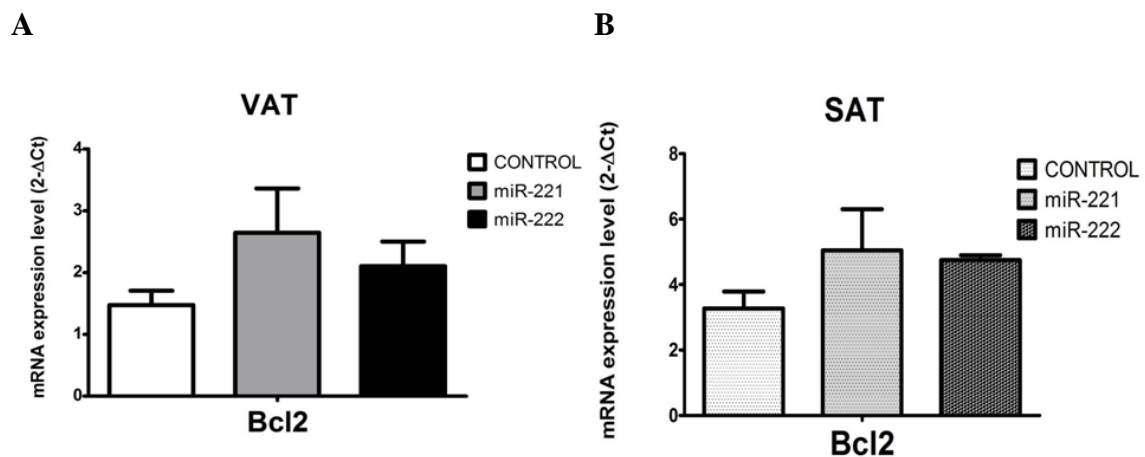 A
VAT
mRNA expression level (2-ΔCt)
4
3
2
1
0
Bcl2
CONTROL
miR-221
miR-222
B
SAT
mRNA expression level (2-ΔCt)
8
6
4
2
0
Bcl2
CONTROL
miR-221
miR-222